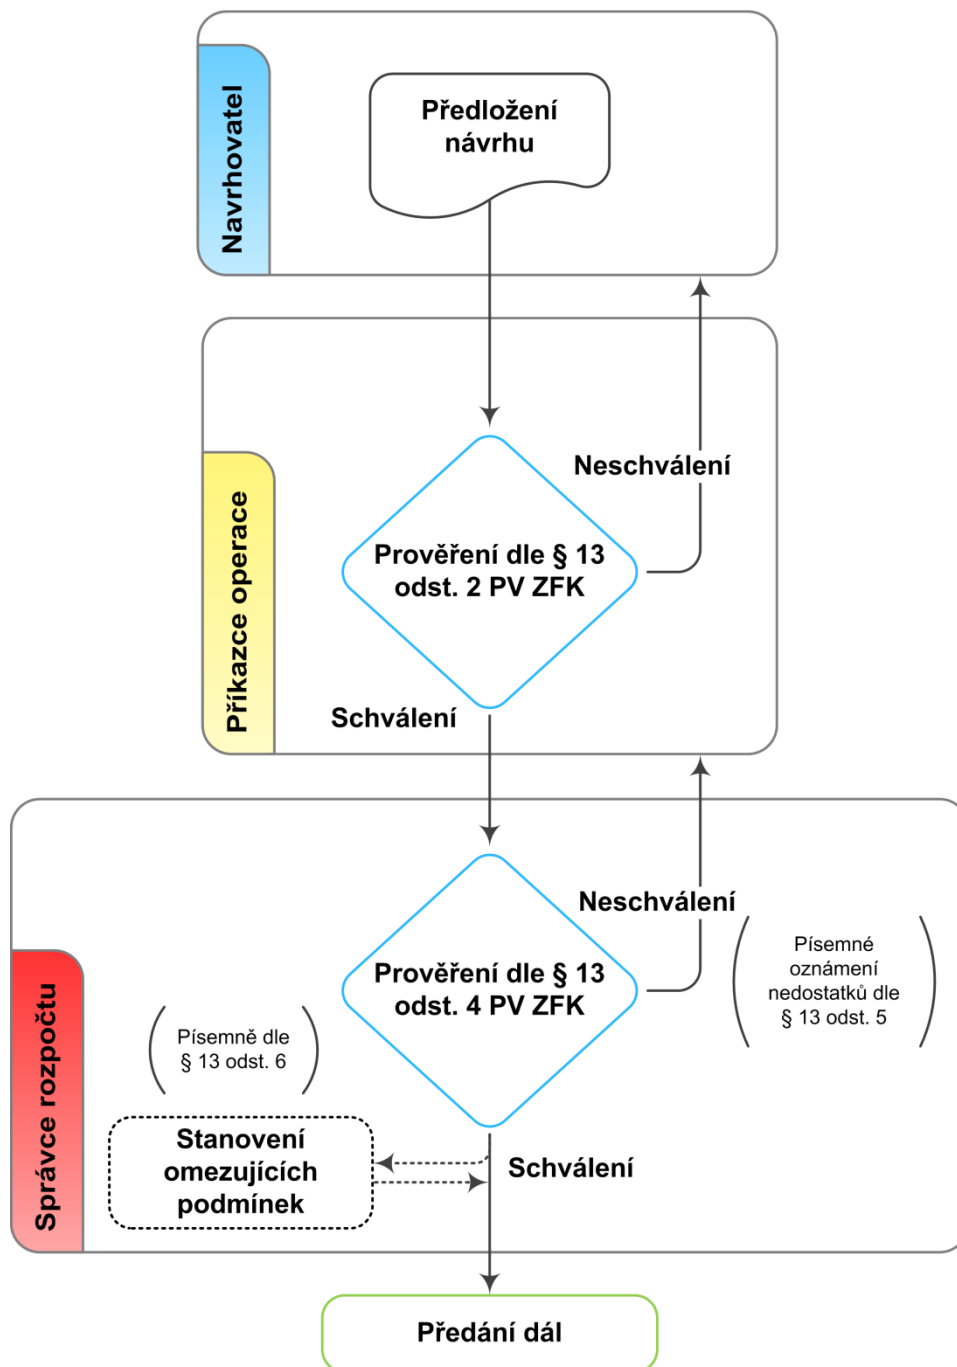 Navrhovatel
Předložení
návrhu
Příkazce operace
Neschválení
Prověření dle § 13
odst. 2 PV ZFK
Schválení
Správce rozpočtu
Neschválení
Prověření dle § 13
odst. 4 PV ZFK
Písemné
oznámení
nedostatků dle
§ 13 odst. 5
Písemně dle
§ 13 odst. 6
Stanovení
omezujících
podmínek
Schválení
Předání dál